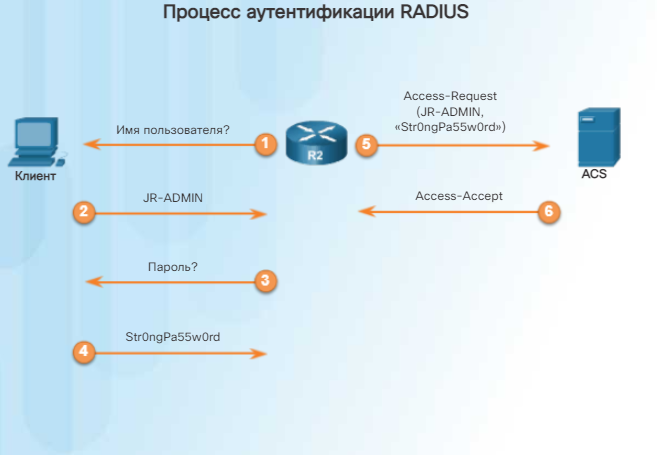 Процесс аутентификации RADIUS
Access-Request
(JR-ADMIN,
«Str0ngPa55w0rd»)
Имя пользователя?
1
5
R2
Клиент
ACS
JR-ADMIN
2
Access-Accept
6
Пароль?
3
Str0ngPa55w0rd
4